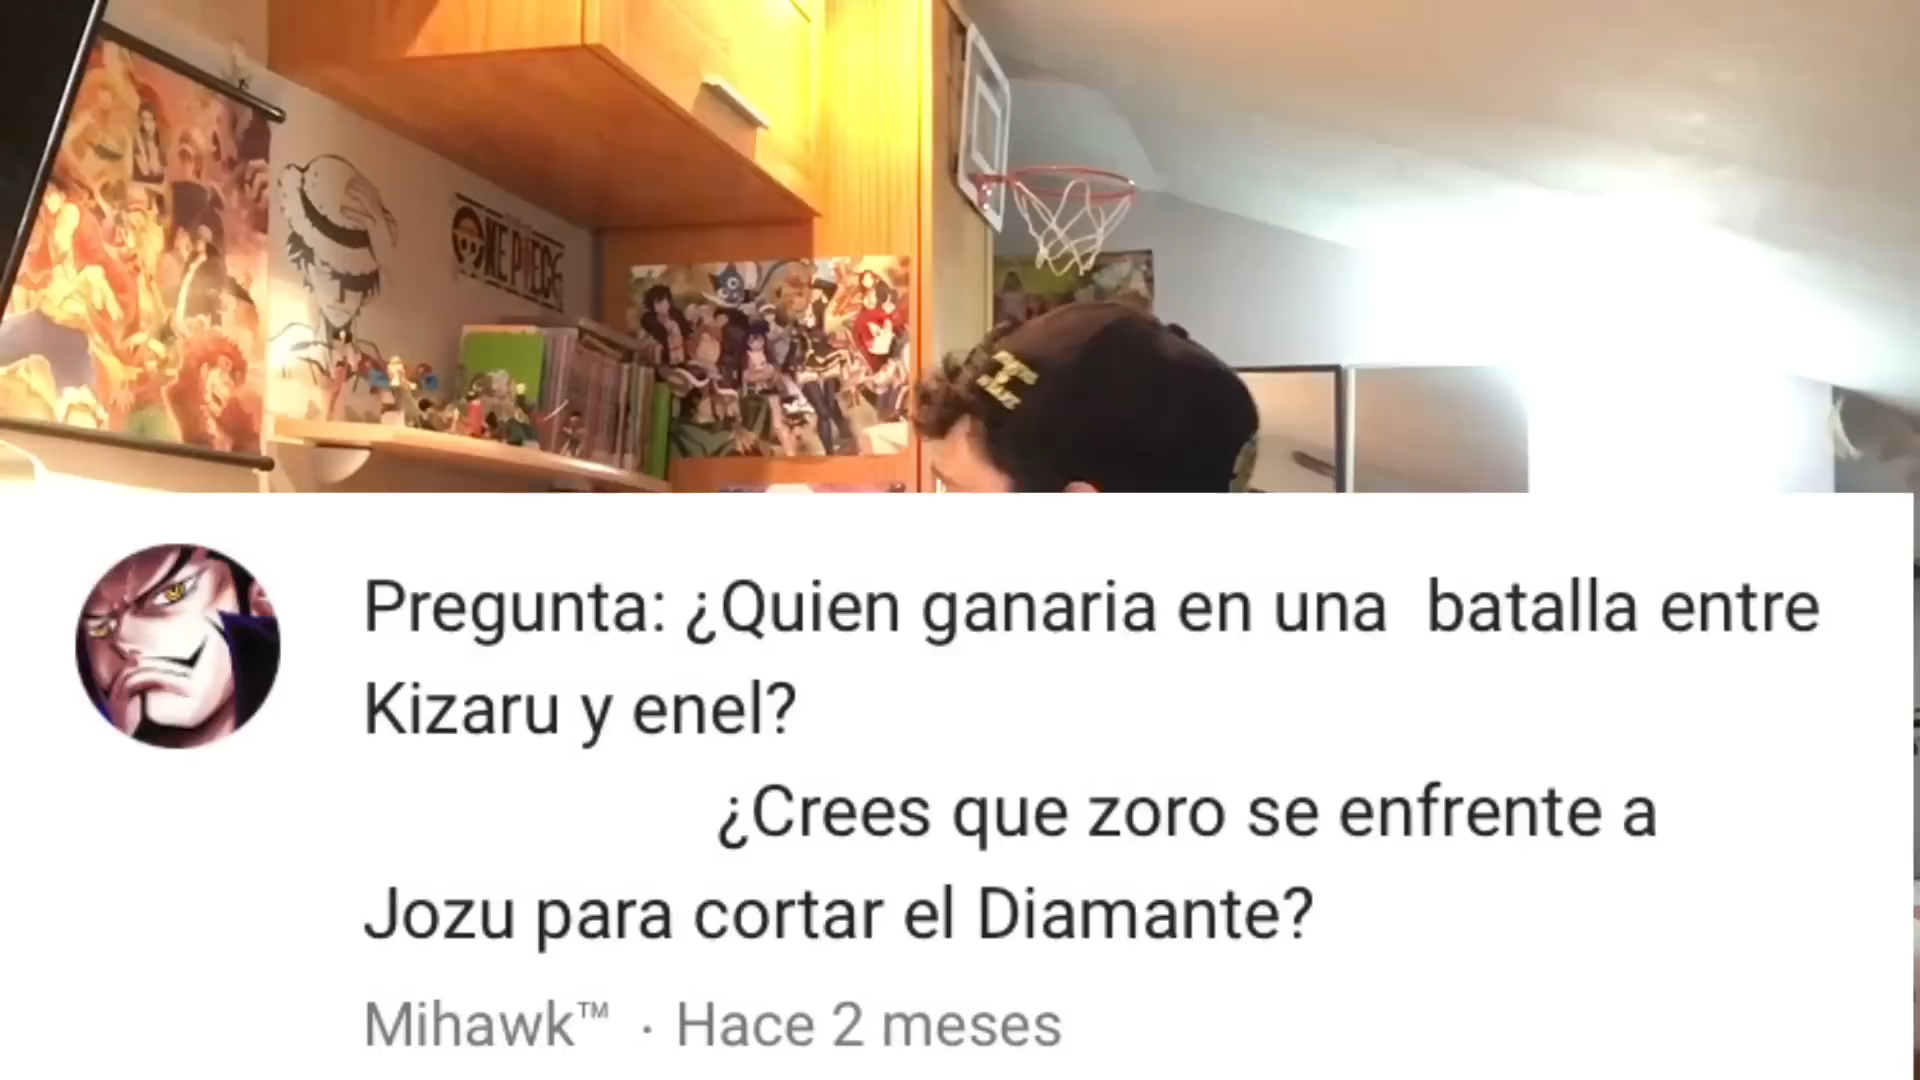 ONE PIECE
Pregunta: ¿Quien ganaria en una batalla entre
Kizaru y enel?
¿Crees que zoro se enfrente a
Jozu para cortar el Diamante?
Mihawk™ · Hace 2 meses